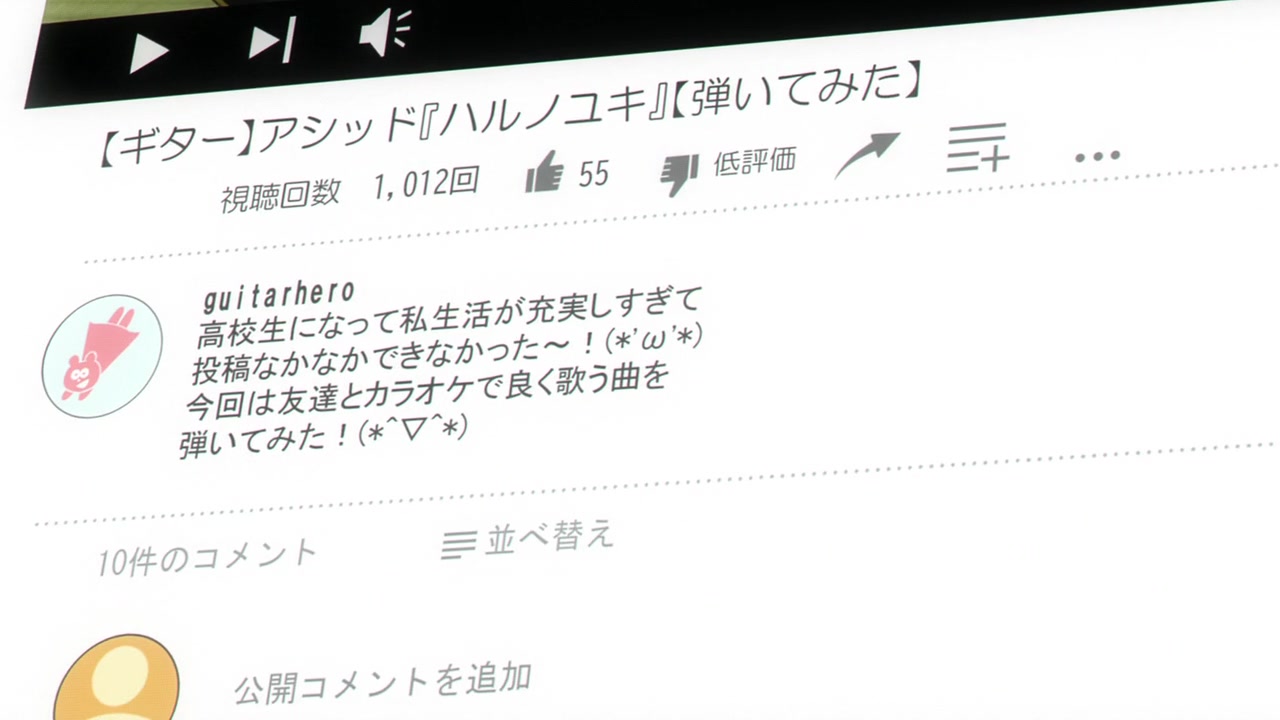 【ギター】アシッド『ハルノユキ』【弾いてみた】
視聴回数 1,012回 55 低評価
guitarhero
高校生になって私生活が充実しすぎて
投稿なかなかできなかった～！(*'ω'*)
今回は友達とカラオケで良く歌う曲を
弾いてみた！(*^▽^*)
10件のコメント 並べ替え
公開コメントを追加